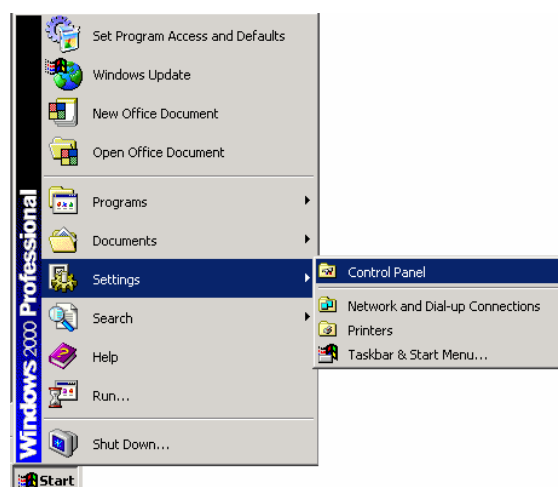 Set Program Access and Defaults
Windows Update
New Office Document
Open Office Document
Programs
Documents
Settings
Search
Help
Run...
Shut Down...
Control Panel
Network and Dial-up Connections
Printers
Taskbar & Start Menu...
Windows 2000 Professional
Start